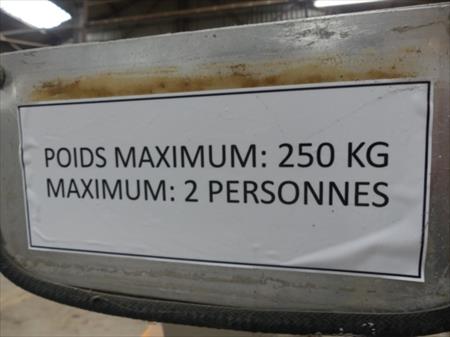 POIDS MAXIMUM: 250 KG
MAXIMUM: 2 PERSONNES